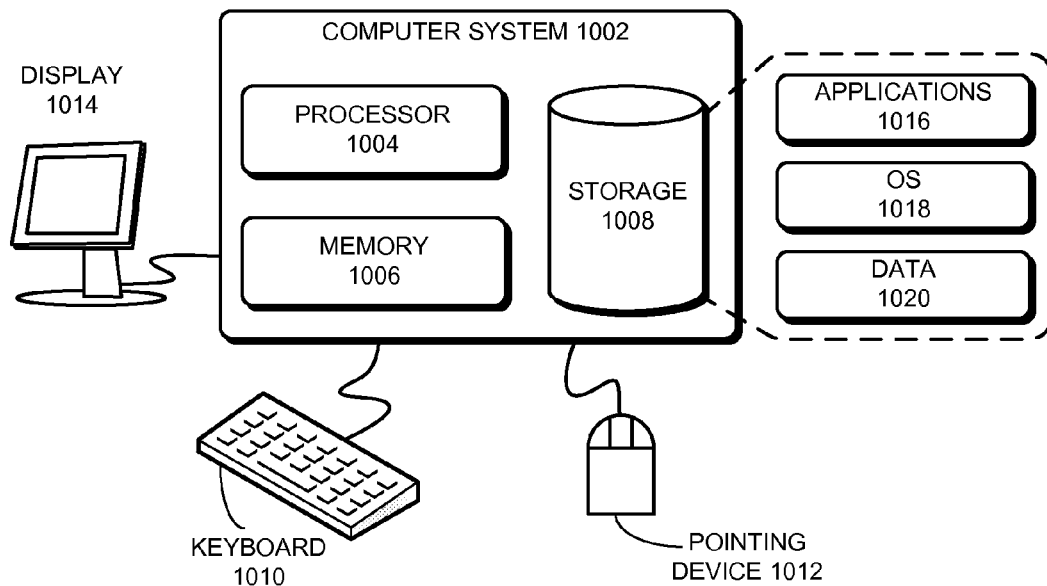 COMPUTER SYSTEM 1002
DISPLAY
1014
PROCESSOR
1004
MEMORY
1006
STORAGE
1008
APPLICATIONS
1016
OS
1018
DATA
1020
KEYBOARD
1010
POINTING
DEVICE 1012